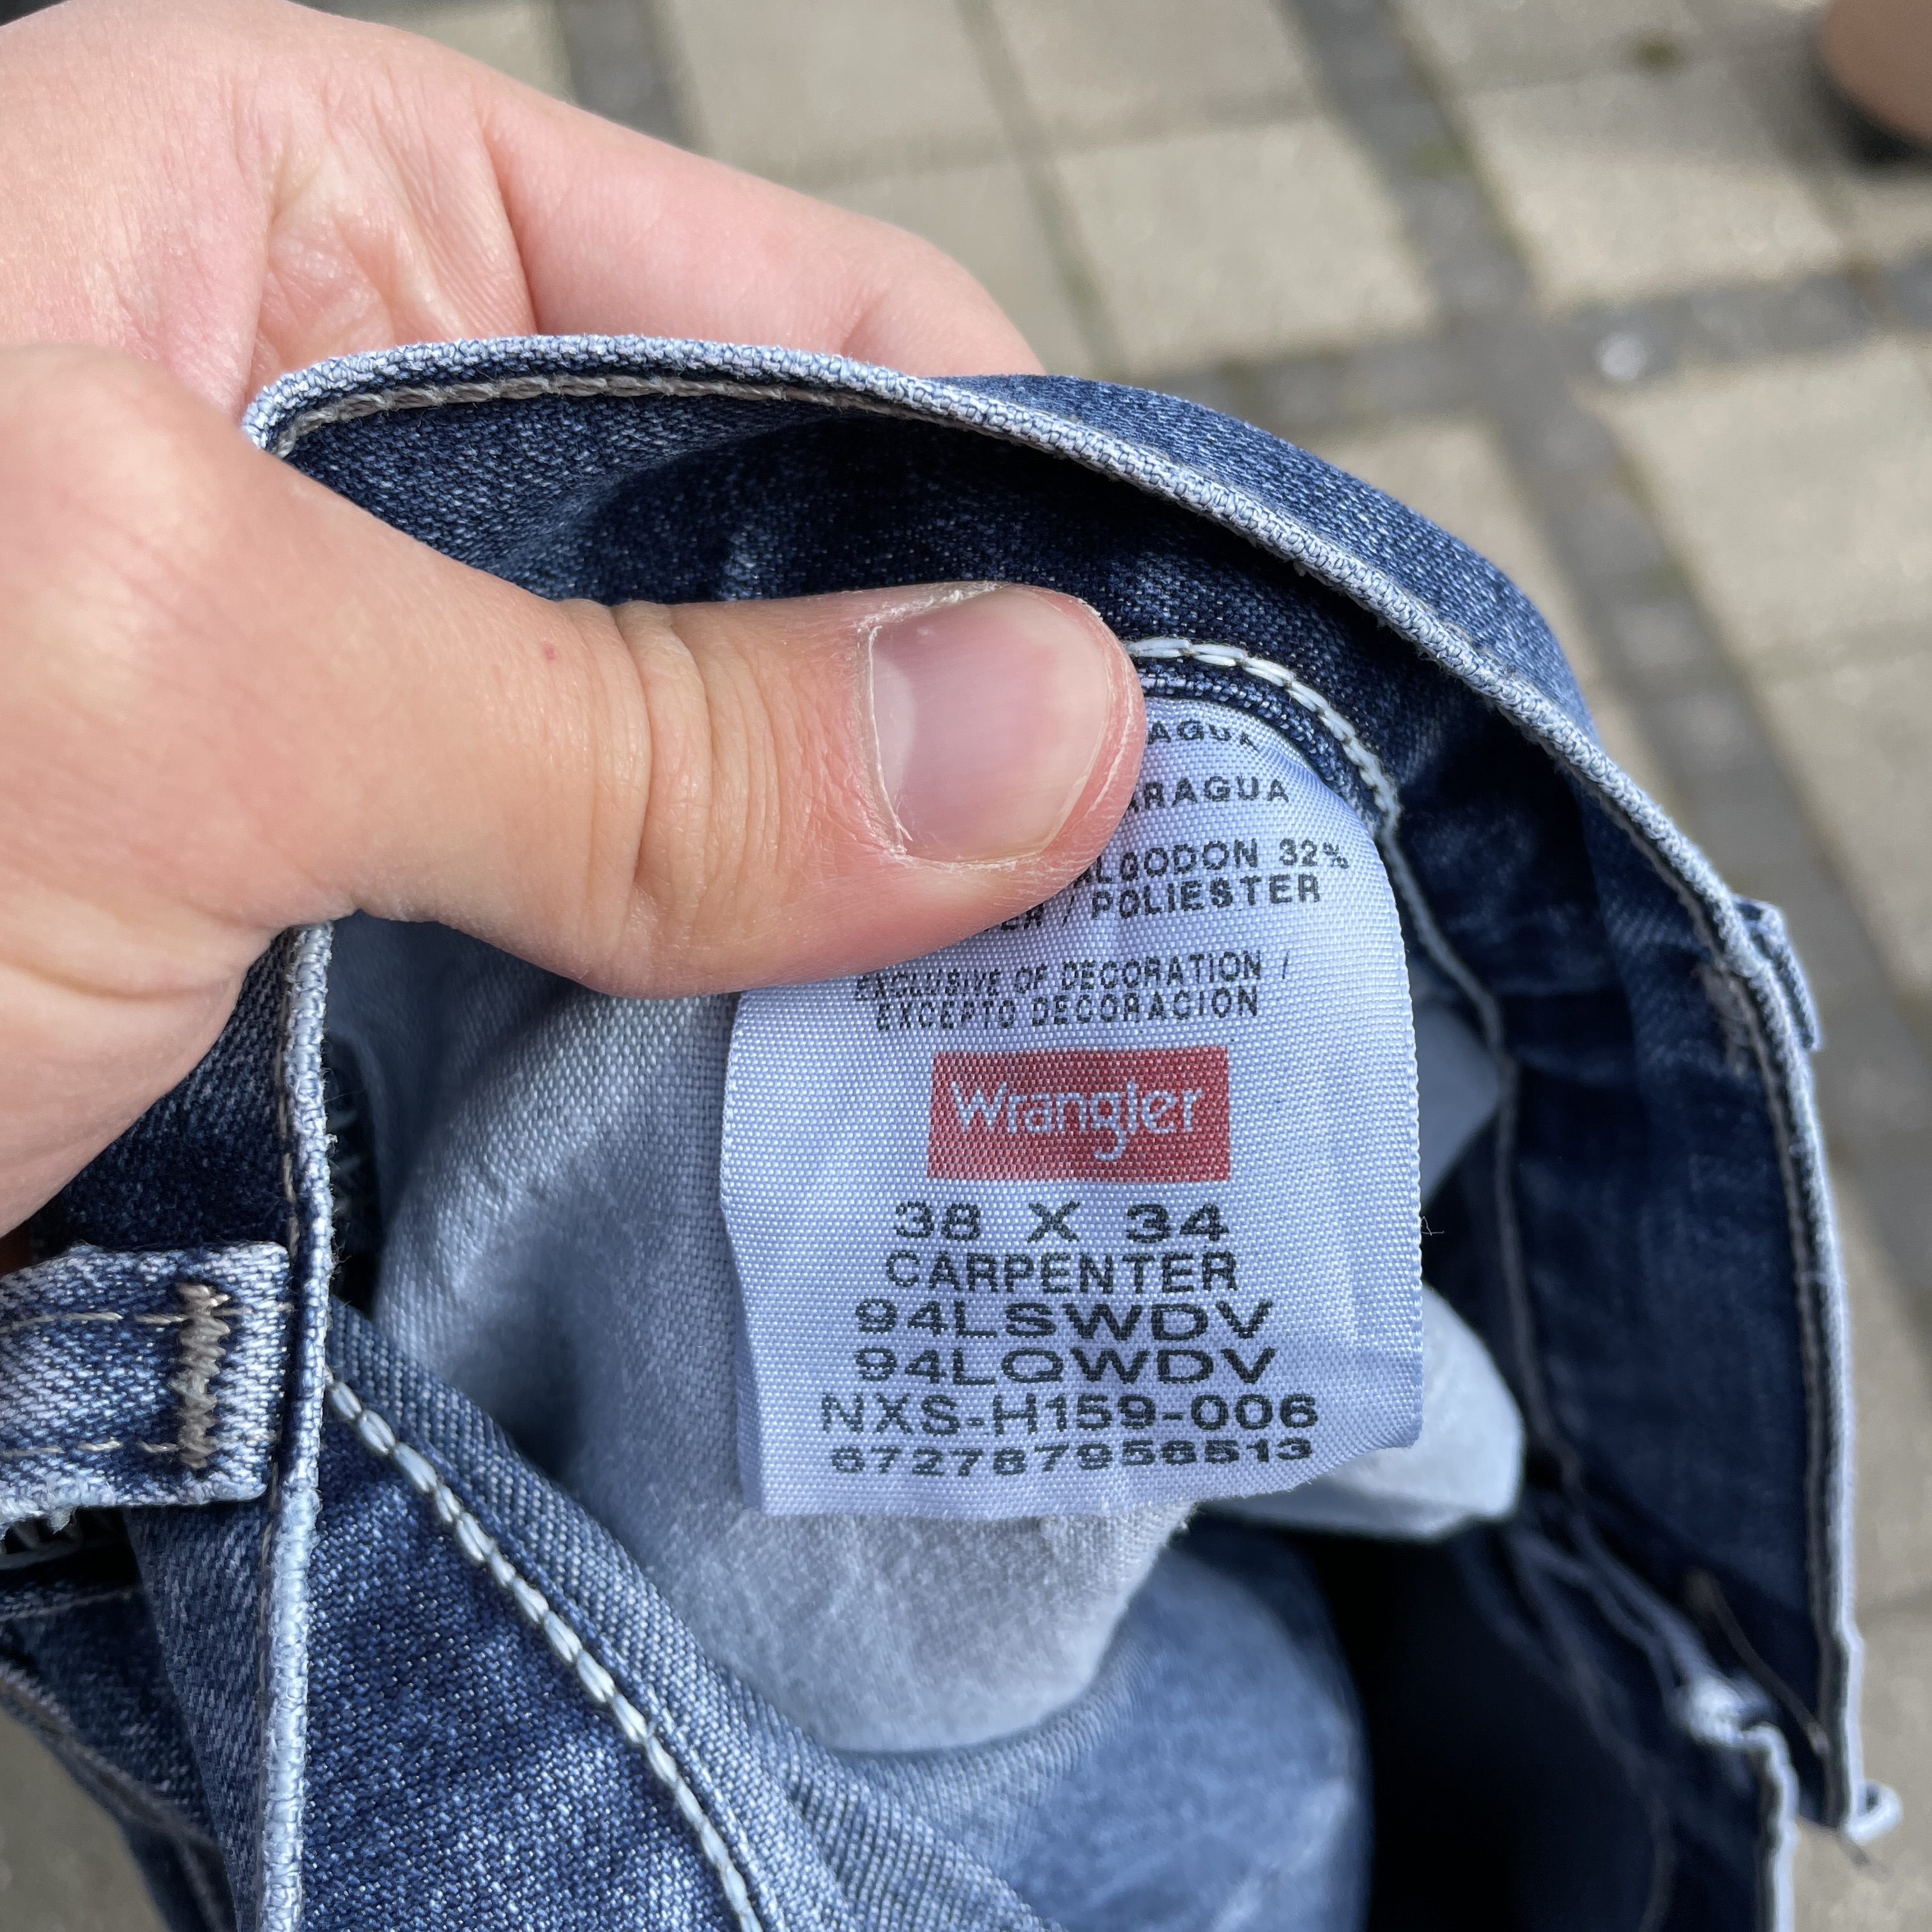 ARAGUA
ALGODON 32%
/ POLIESTER
EXCLUSIVE OF DECORATION /
EXCEPTO DECORACION
Wrangler
38 X 34
CARPENTER
94LSWDV
94LQWDV
NXS-H159-006
672787956513